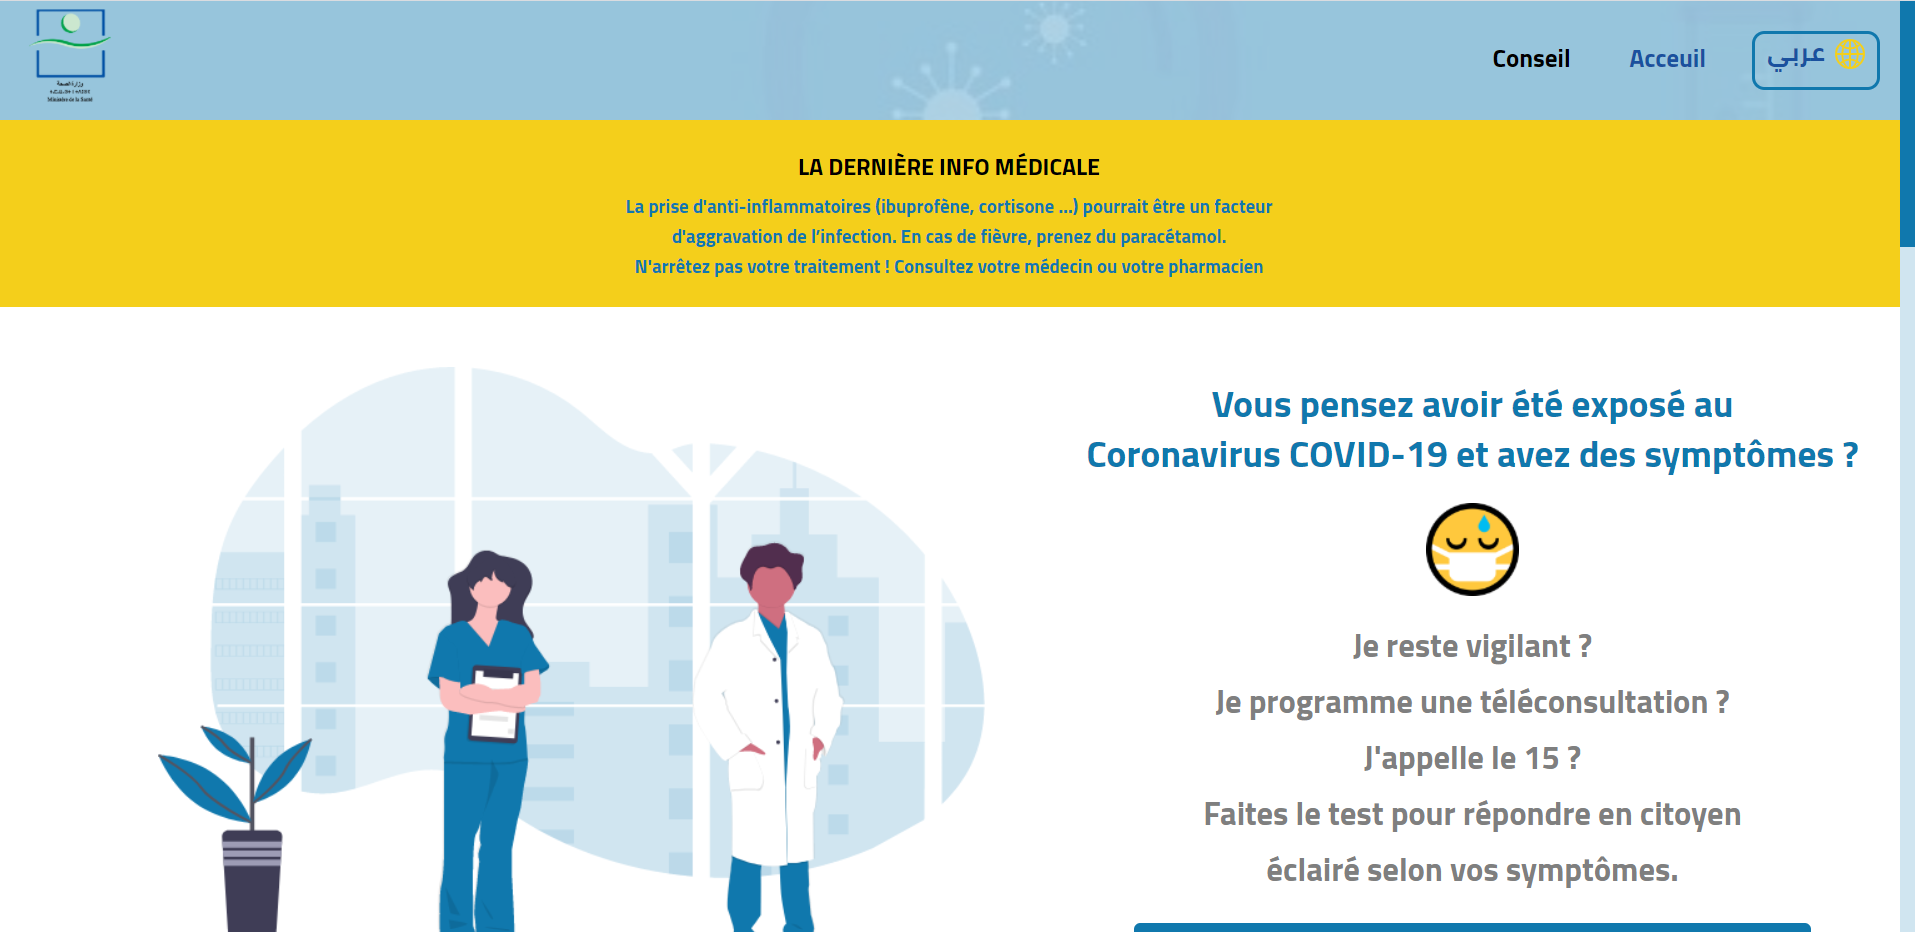 وزارة الصحة
Ministère de la Santé
Conseil
Acceuil
عربي
LA DERNIÈRE INFO MÉDICALE
La prise d'anti-inflammatoires (ibuprofène, cortisone ...) pourrait être un facteur
d'aggravation de l’infection. En cas de fièvre, prenez du paracétamol.
N'arrêtez pas votre traitement ! Consultez votre médecin ou votre pharmacien
Vous pensez avoir été exposé au
Coronavirus COVID-19 et avez des symptômes ?
Je reste vigilant ?
Je programme une téléconsultation ?
J'appelle le 15 ?
Faites le test pour répondre en citoyen
éclairé selon vos symptômes.